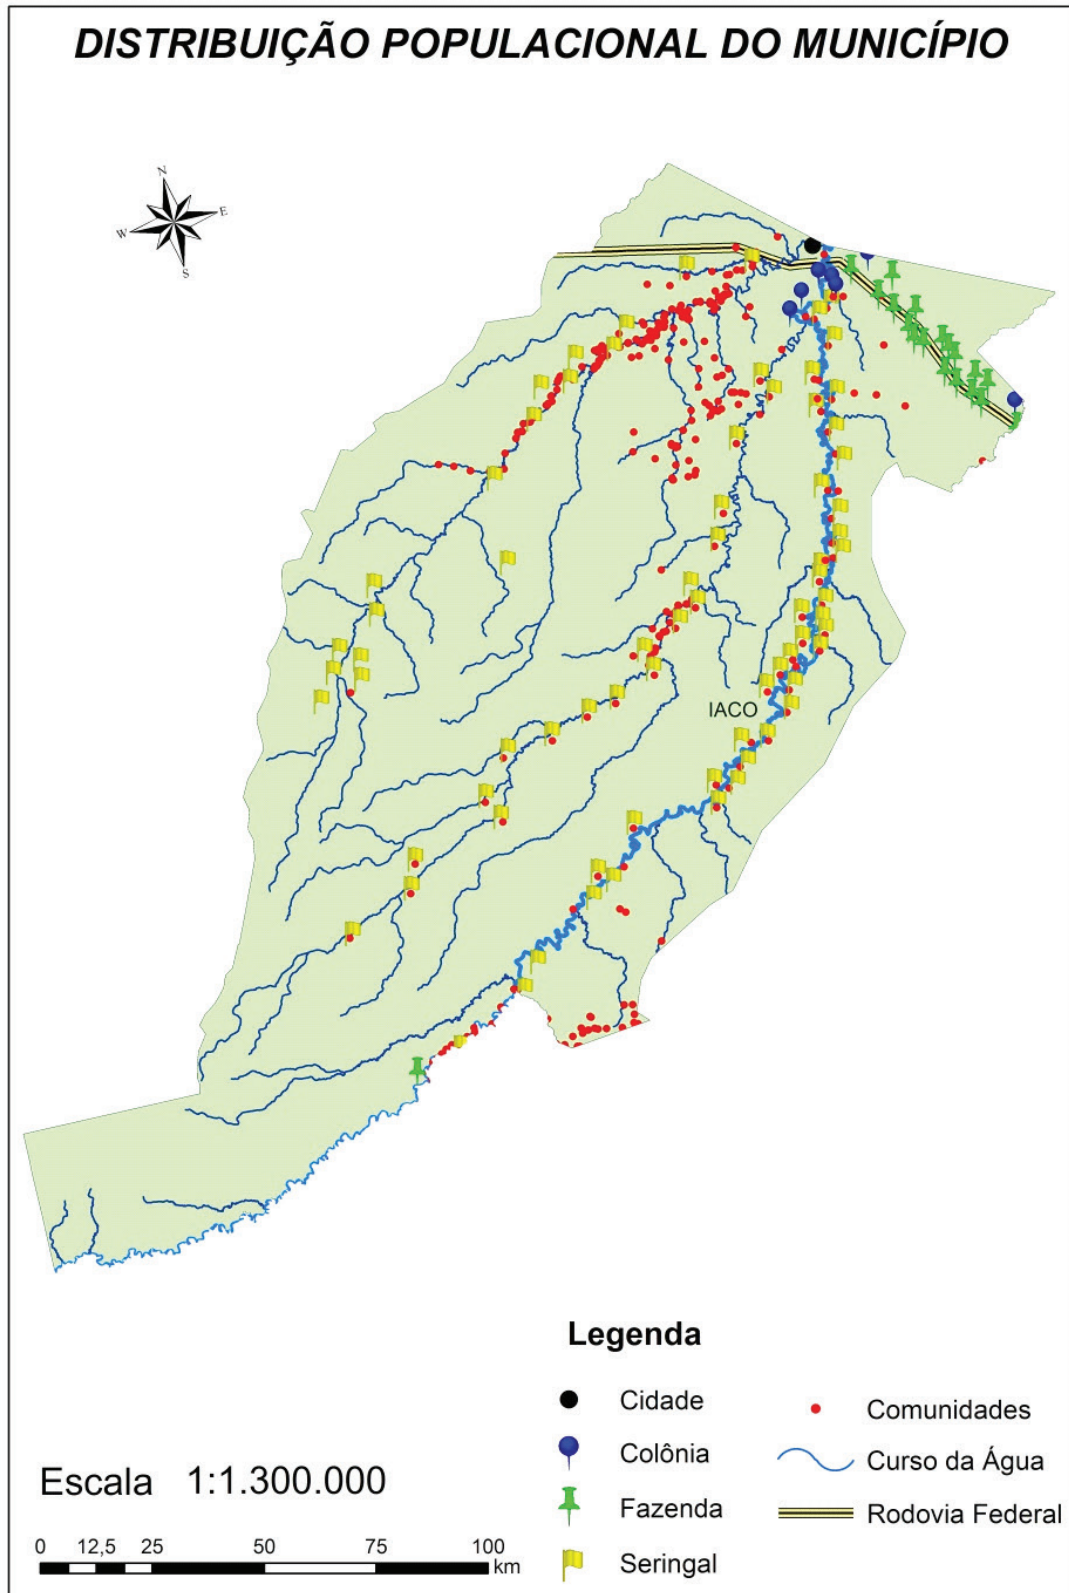 DISTRIBUIÇÃO POPULACIONAL DO MUNICÍPIO
N
W
E
S
IACO
Legenda
Cidade
Colônia
Fazenda
Seringal
Comunidades
Curso da Água
Rodovia Federal
Escala 1:1.300.000
0 12,5 25 50 75 100
km